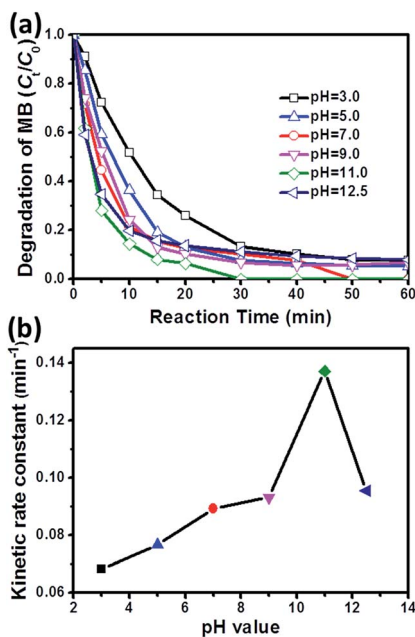 (a)
Degradation of MB (Ct/C0)
1.0
0.8
0.6
0.4
0.2
0.0
pH=3.0
pH=5.0
pH=7.0
pH=9.0
pH=11.0
pH=12.5
0 10 20 30 40 50 60
Reaction Time (min)
(b)
Kinetic rate constant (min-1)
0.14
0.12
0.10
0.08
0.06
2 4 6 8 10 12 14
pH value